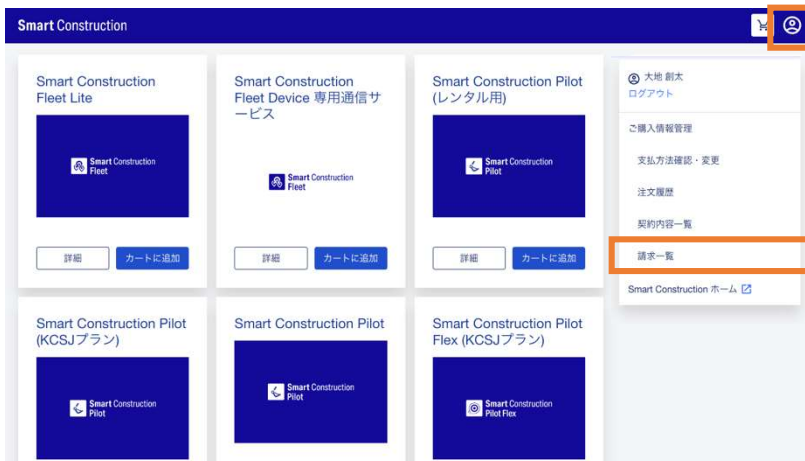 Smart Construction
Smart Construction
Fleet Lite
Smart Construction
Fleet
詳細
カートに追加
Smart Construction
Fleet Device 専用通信サ
ービス
Smart Construction
Fleet
詳細
カートに追加
Smart Construction Pilot
(レンタル用)
Smart Construction
Pilot
詳細
カートに追加
大地 創太
ログアウト
ご購入情報管理
支払方法確認・変更
注文履歴
契約内容一覧
請求一覧
Smart Construction ホーム
Smart Construction Pilot
(KCSJプラン)
Smart Construction
Pilot
Smart Construction Pilot
Smart Construction
Pilot
Smart Construction Pilot
Flex (KCSJプラン)
Smart Construction
Pilot Flex